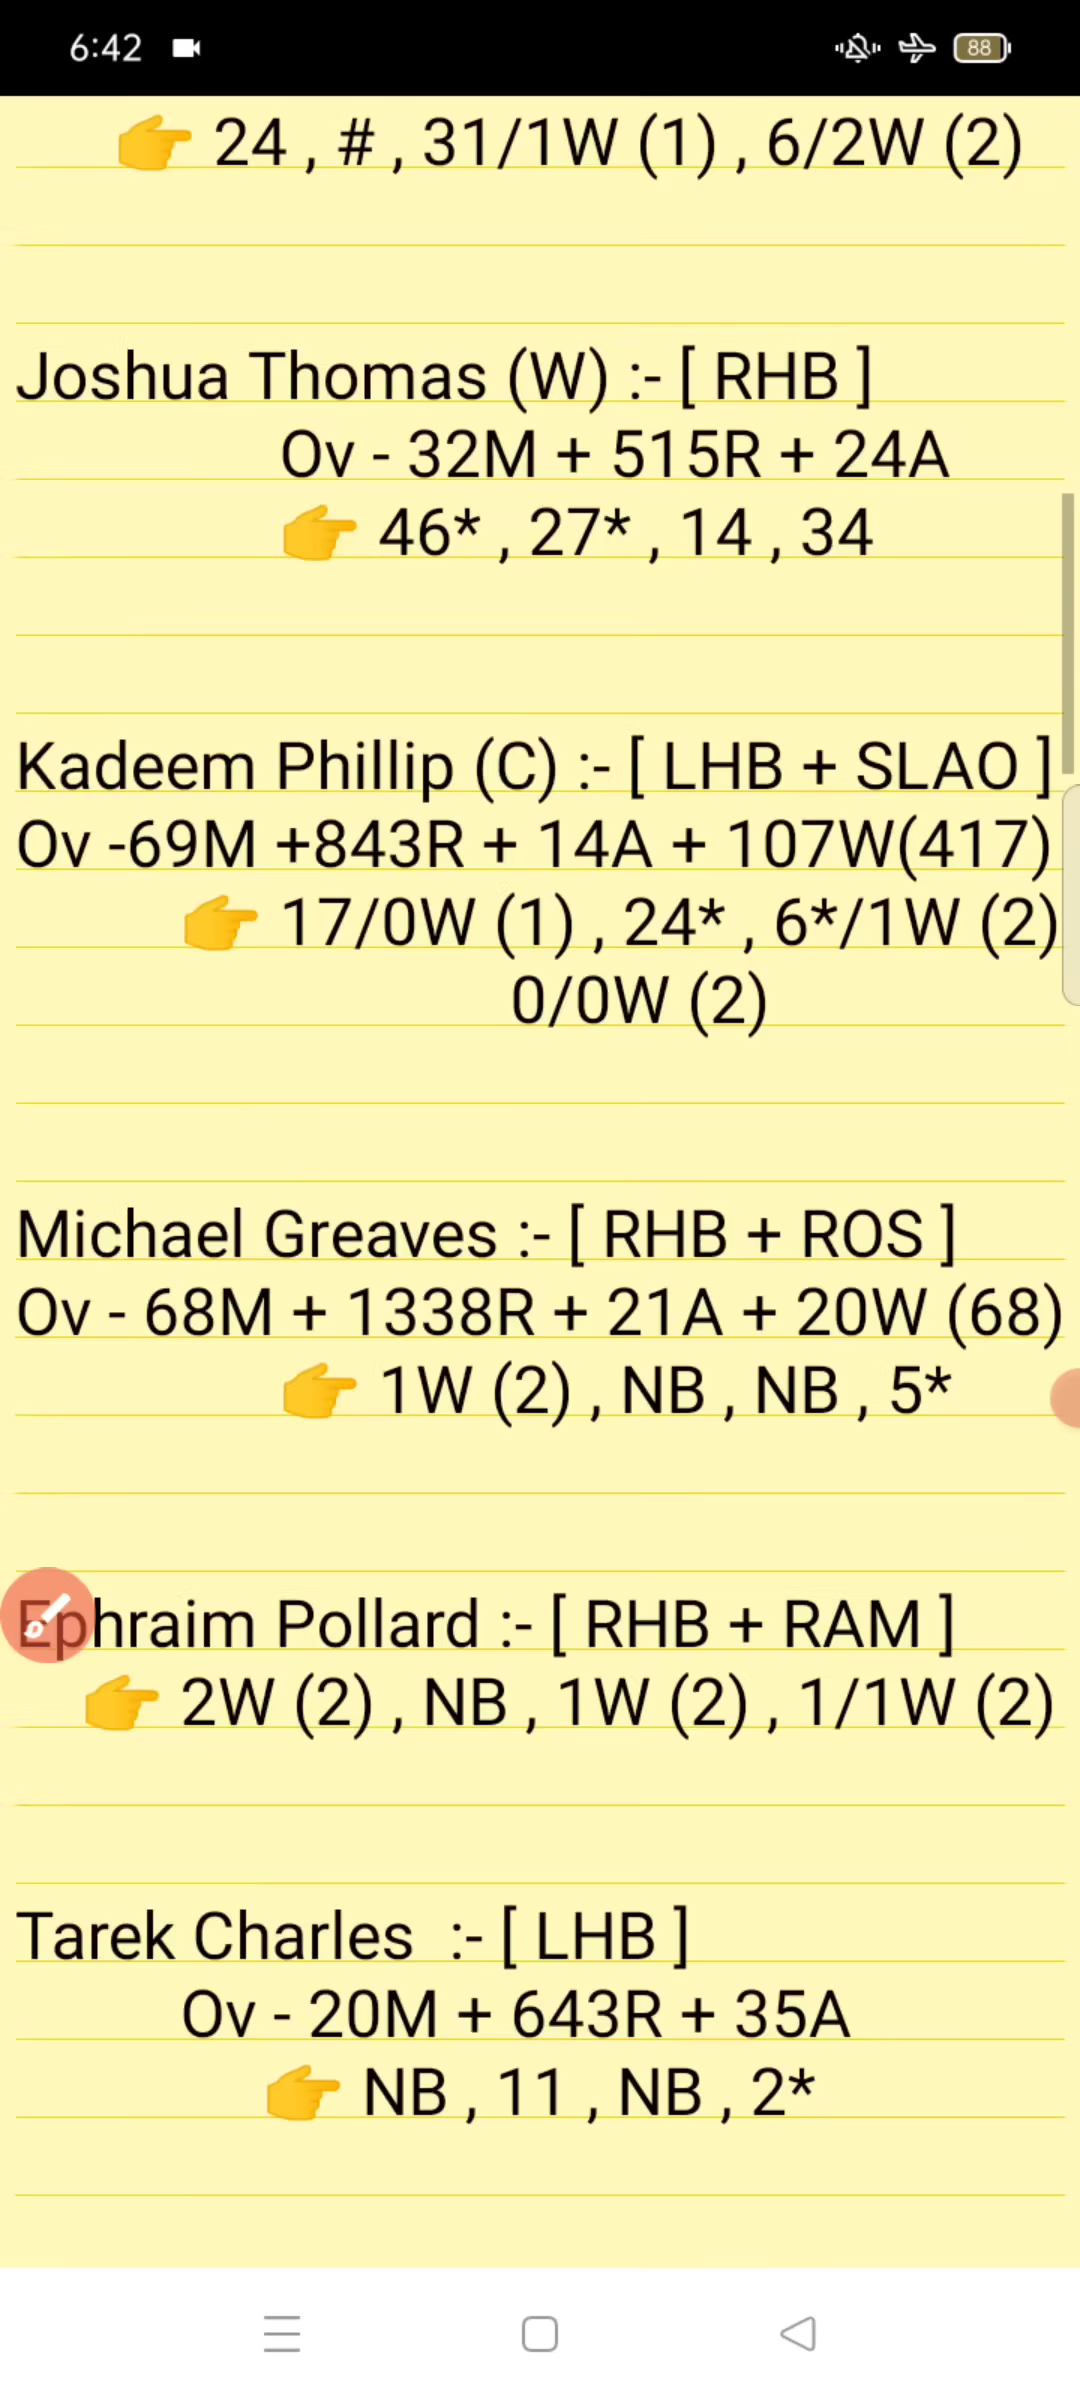 6:42
88
👉 24 , # , 31/1W (1) , 6/2W (2)
Joshua Thomas (W) :- [ RHB ]
Ov - 32M + 515R + 24A
👉 46* , 27* , 14 , 34
Kadeem Phillip (C) :- [ LHB + SLAO ]
Ov -69M +843R + 14A + 107W(417)
👉 17/0W (1) , 24* , 6*/1W (2)
0/0W (2)
Michael Greaves :- [ RHB + ROS ]
Ov - 68M + 1338R + 21A + 20W (68)
👉 1W (2) , NB , NB , 5*
Ephraim Pollard :- [ RHB + RAM ]
👉 2W (2) , NB , 1W (2) , 1/1W (2)
Tarek Charles  :- [ LHB ]
Ov - 20M + 643R + 35A
👉 NB , 11 , NB , 2*